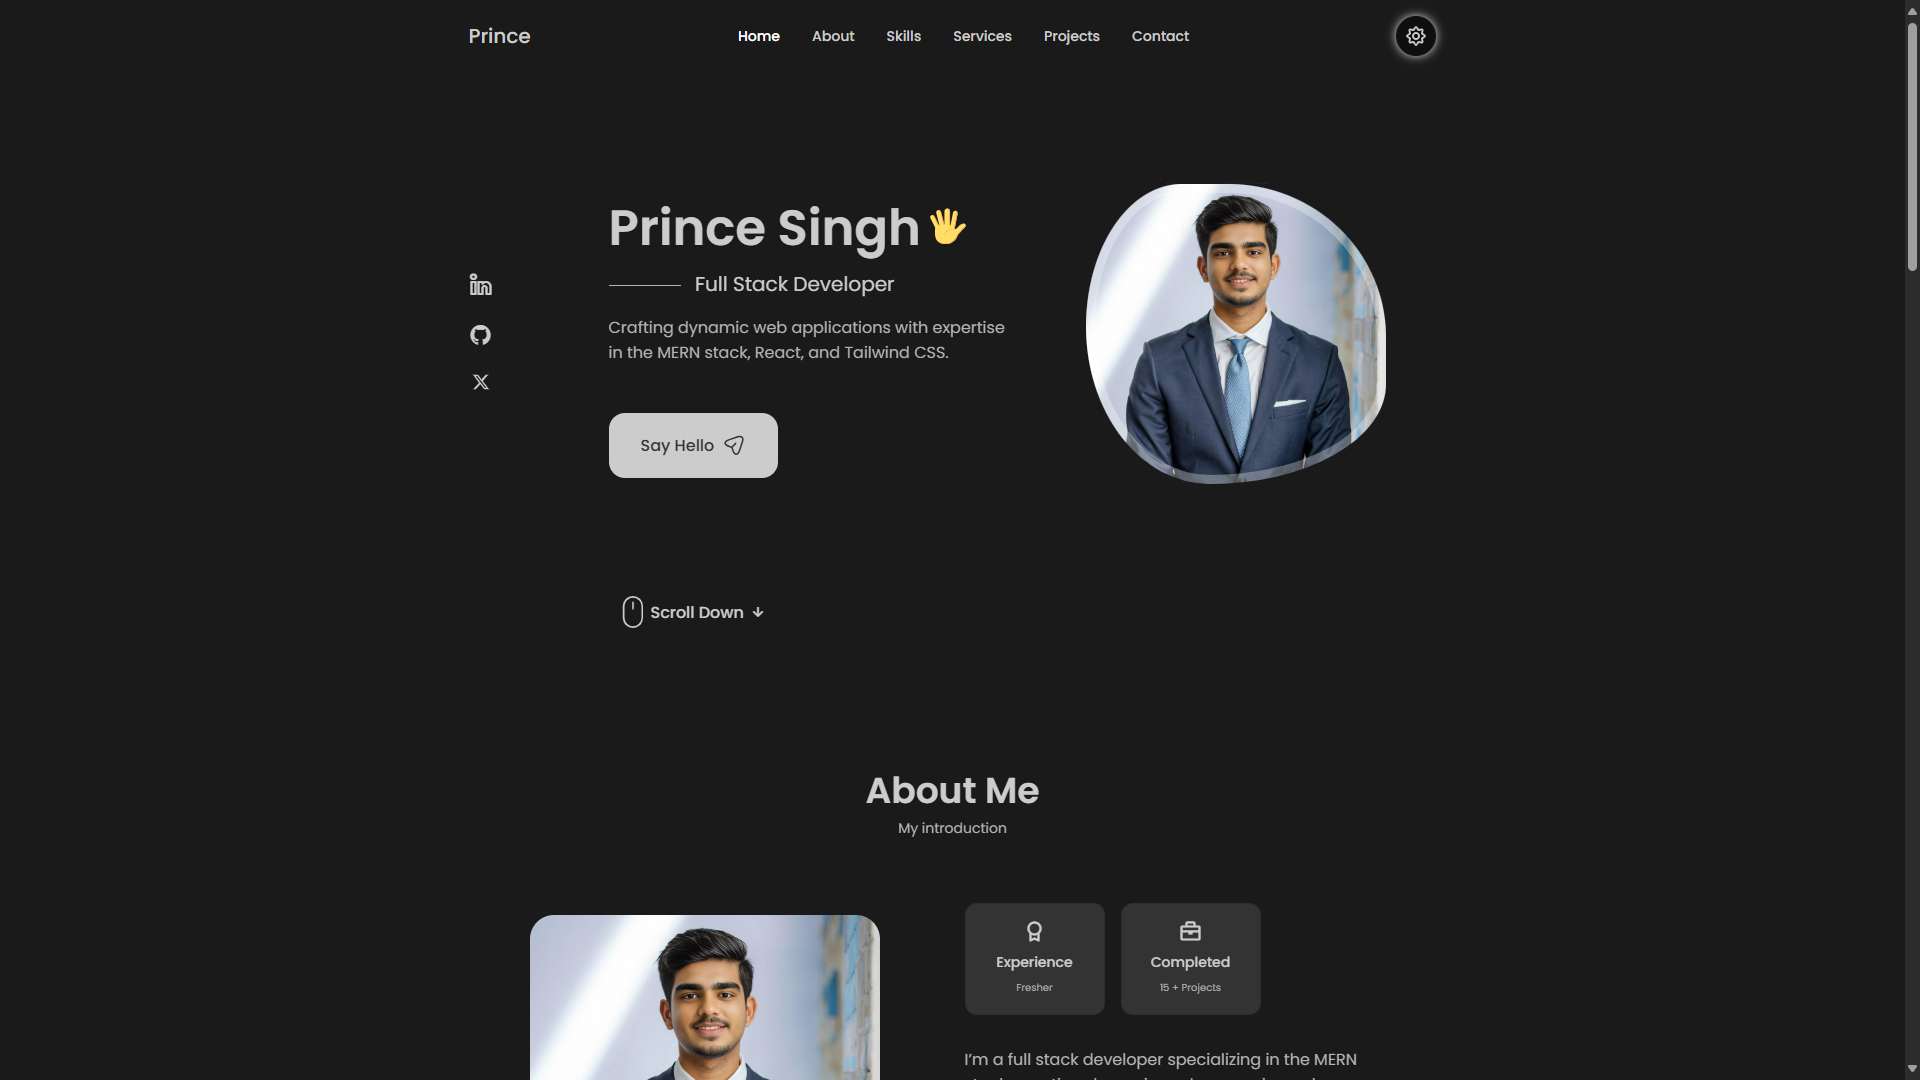 Prince
Home
About
Skills
Services
Projects
Contact
Prince Singh
Full Stack Developer
Crafting dynamic web applications with expertise
in the MERN stack, React, and Tailwind CSS.
Say Hello
Scroll Down
About Me
My introduction
Experience
Fresher
Completed
15 + Projects
I'm a full stack developer specializing in the MERN